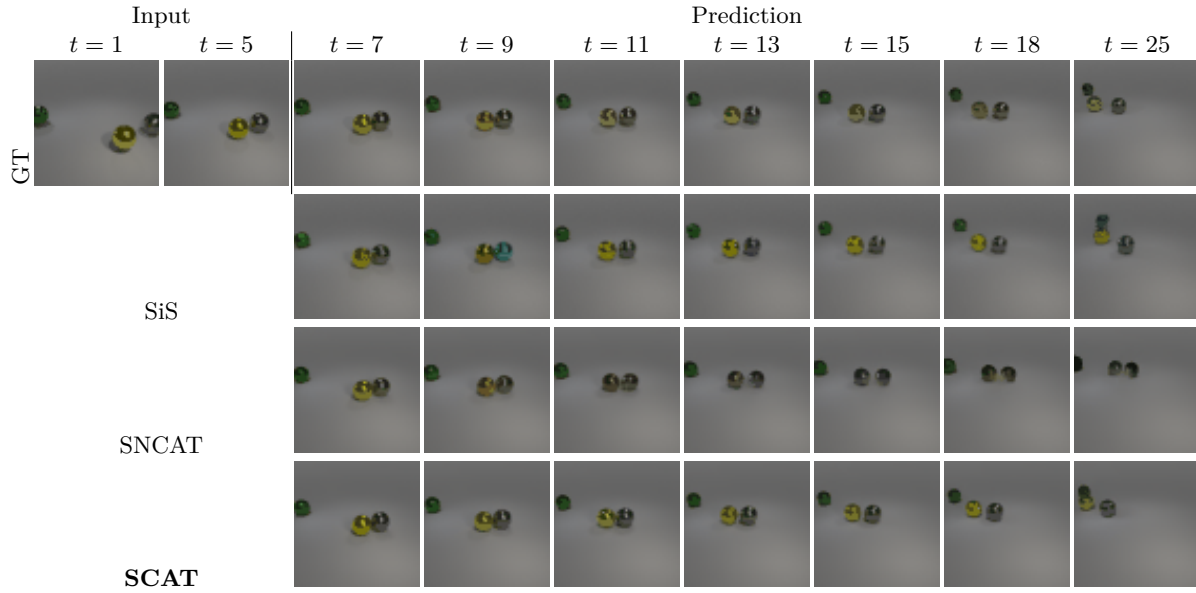 Input Prediction
t = 1 t = 5 t = 7 t = 9 t = 11 t = 13 t = 15 t = 18 t = 25
GT
SiS
SNCAT
SCAT